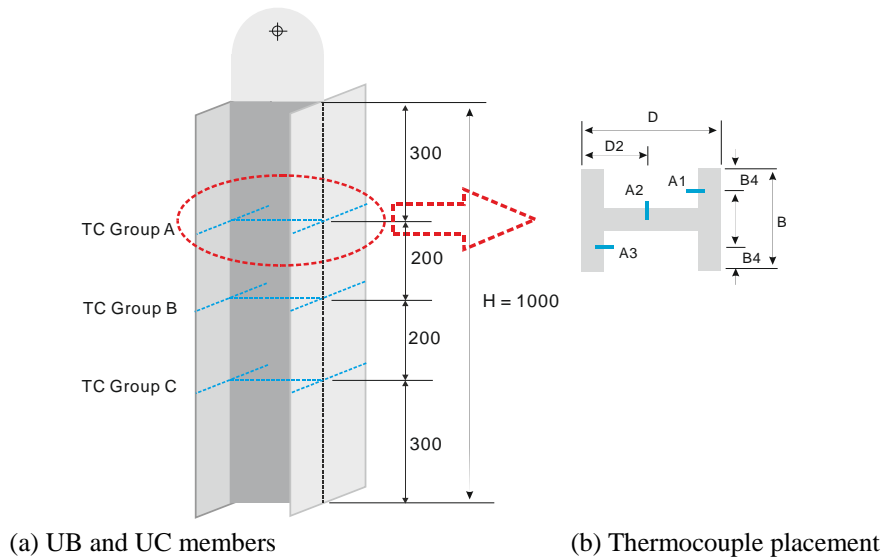 300
TC Group A
200
TC Group B
H = 1000
200
TC Group C
300
D
D2
A1
B4
A2
B
A3
B4
(a) UB and UC members
(b) Thermocouple placement